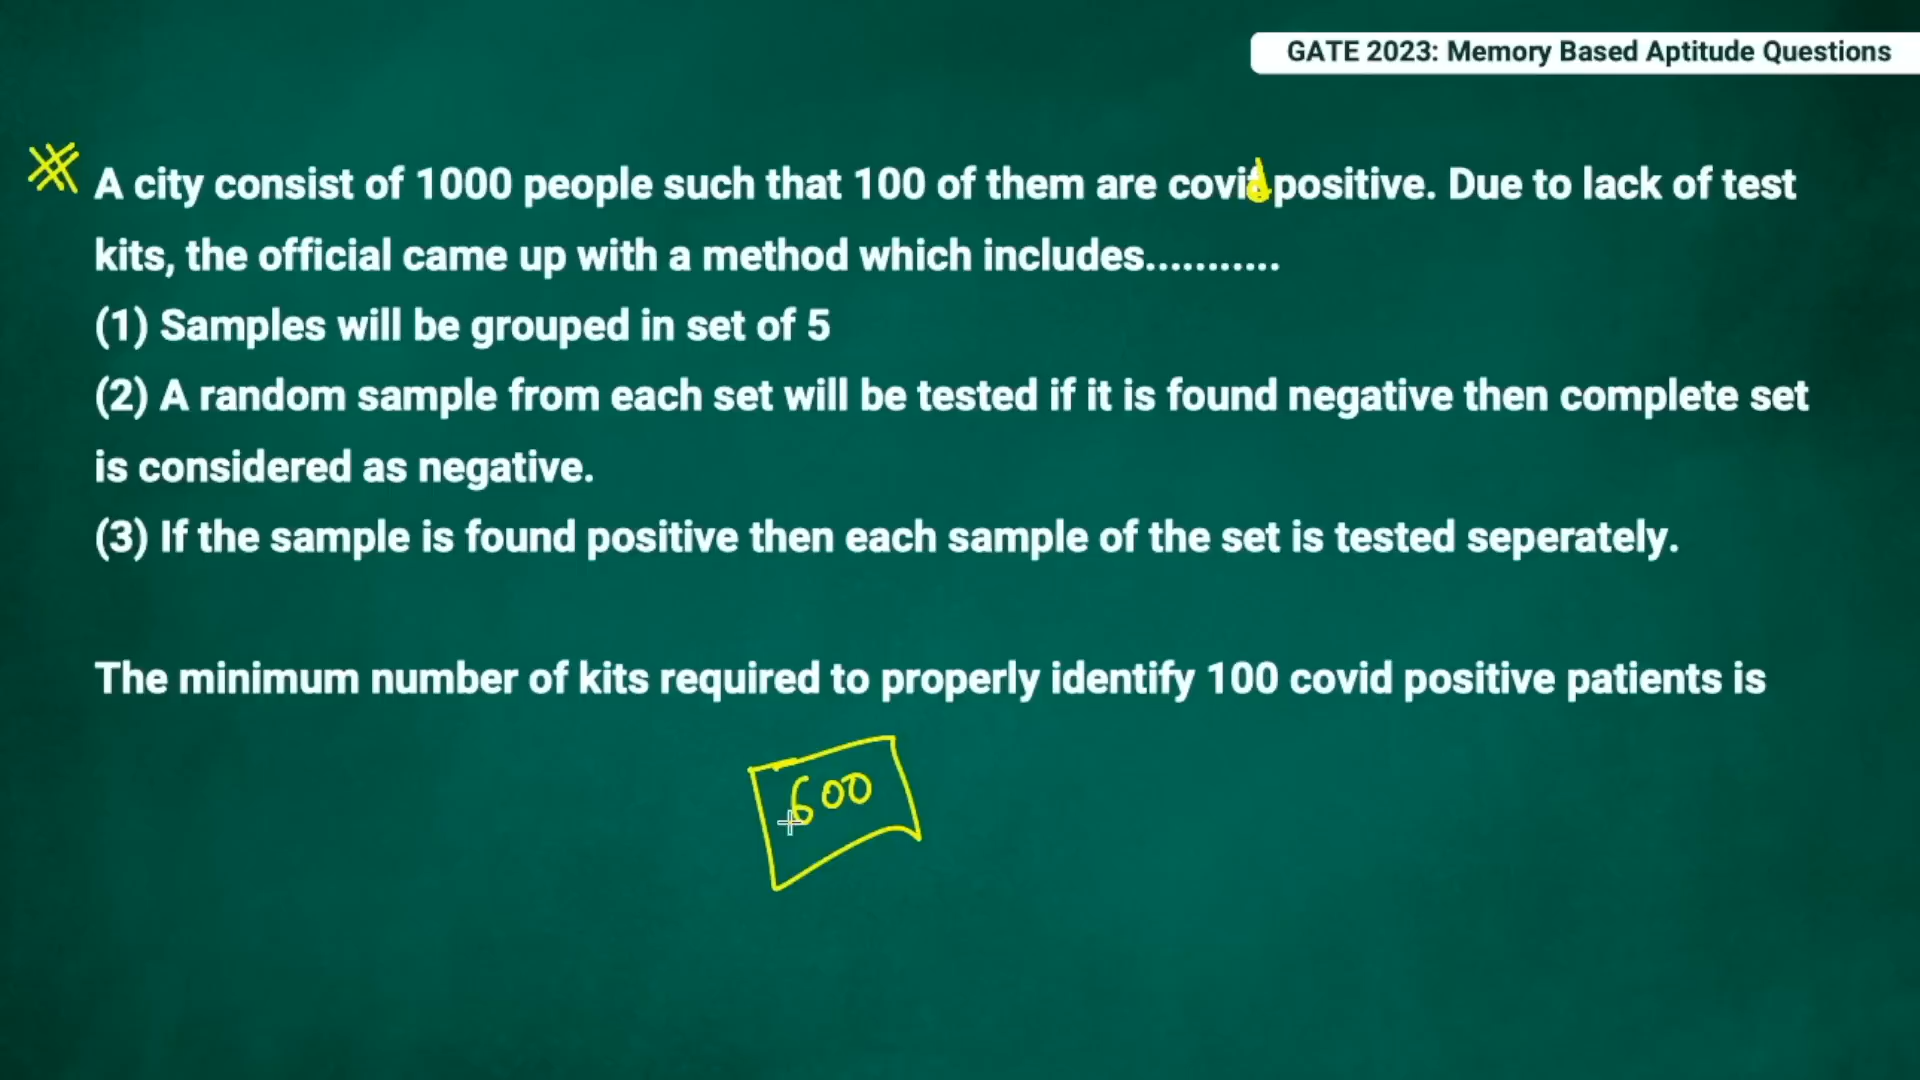 GATE 2023: Memory Based Aptitude Questions
A city consist of 1000 people such that 100 of them are covid positive. Due to lack of test
kits, the official came up with a method which includes...........
(1) Samples will be grouped in set of 5
(2) A random sample from each set will be tested if it is found negative then complete set
is considered as negative.
(3) If the sample is found positive then each sample of the set is tested seperately.
The minimum number of kits required to properly identify 100 covid positive patients is
600